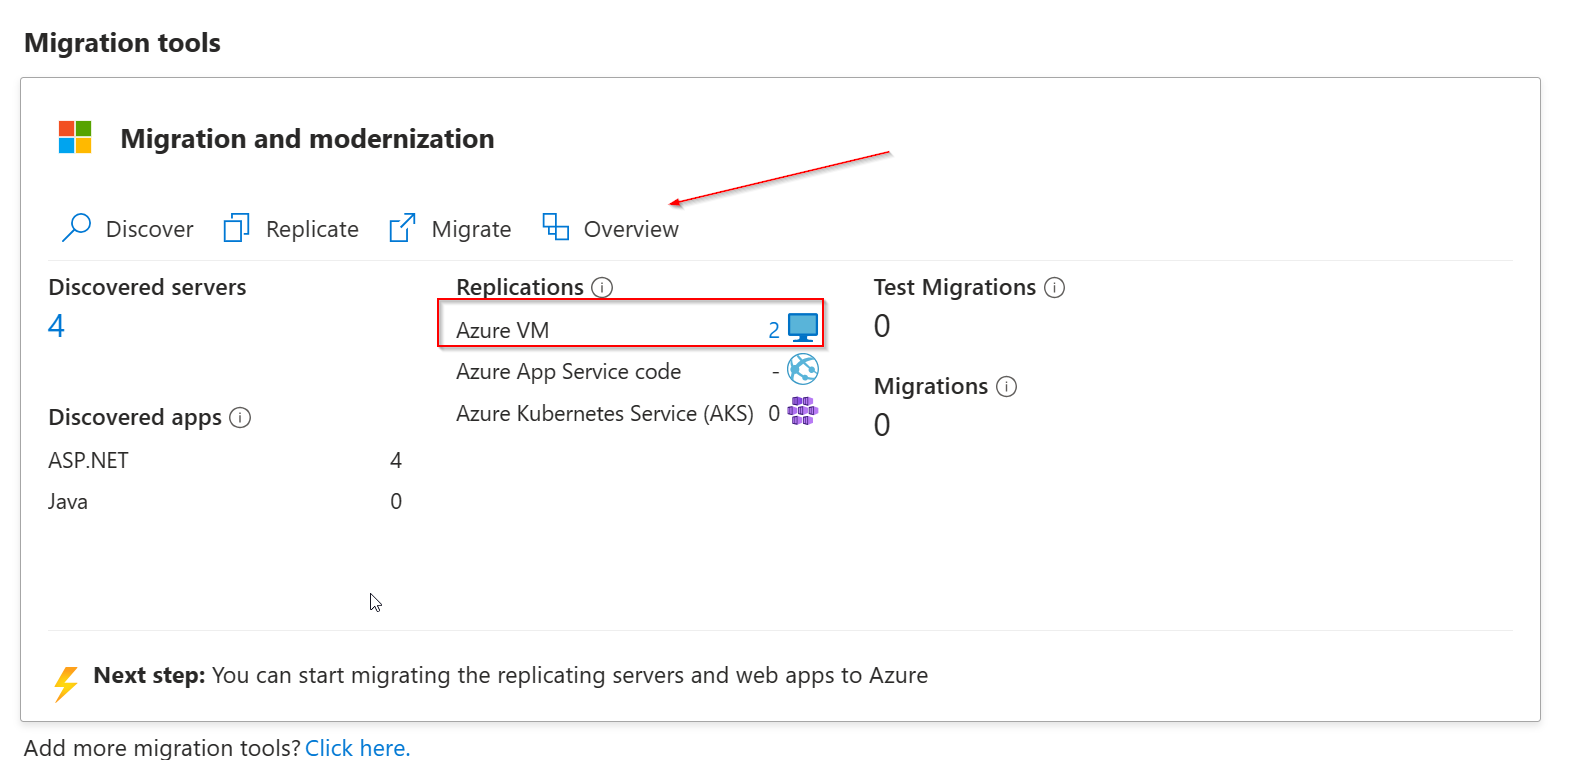 Migration tools
Migration and modernization
Discover Replicate Migrate Overview
Discovered servers
4
Discovered apps
ASP.NET 4
Java 0
Replications
Azure VM 2
Azure App Service code -
Azure Kubernetes Service (AKS) 0
Test Migrations
0
Migrations
0
Next step: You can start migrating the replicating servers and web apps to Azure
Add more migration tools? Click here.